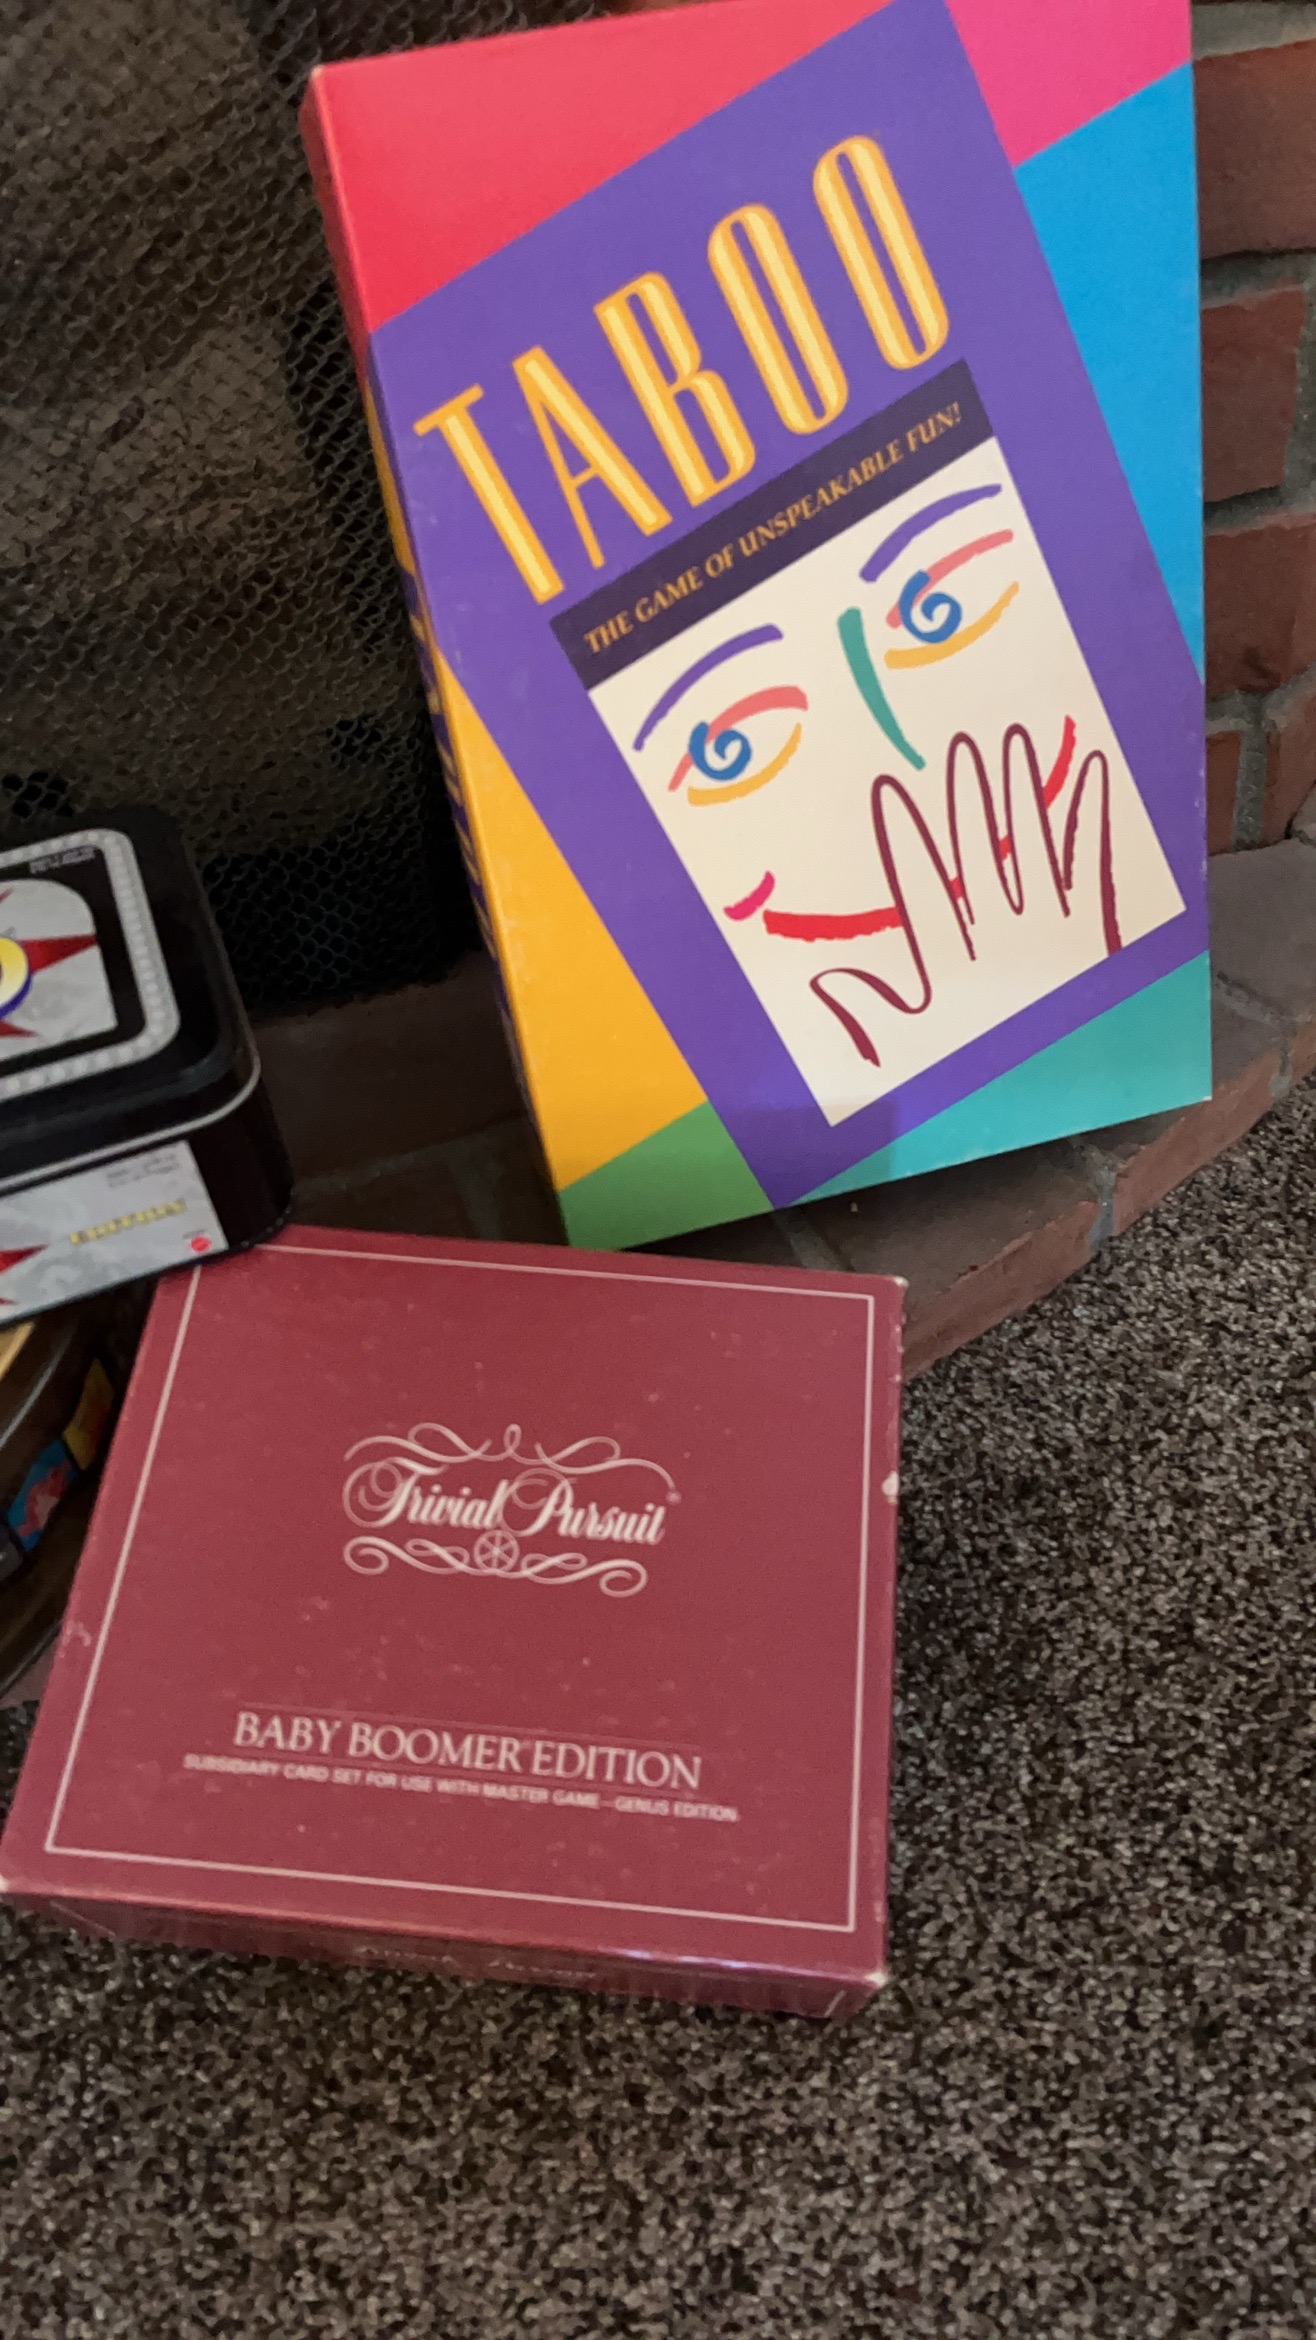 TABOO
THE GAME OF UNSPEAKABLE FUN!
Trivial Pursuit
BABY BOOMER EDITION
SUBSIDIARY CARD SET FOR USE WITH MASTER GAME—GENUS EDITION